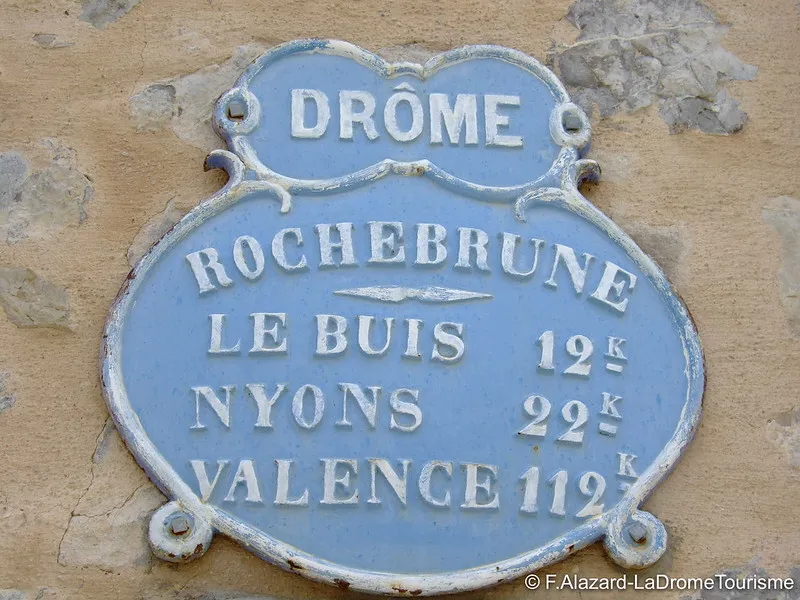 DRÔME
ROCHEBRUNE
LE BUIS 12K
NYONS 22K
VALENCE 112K
© F.Alazard-LaDromeTourisme